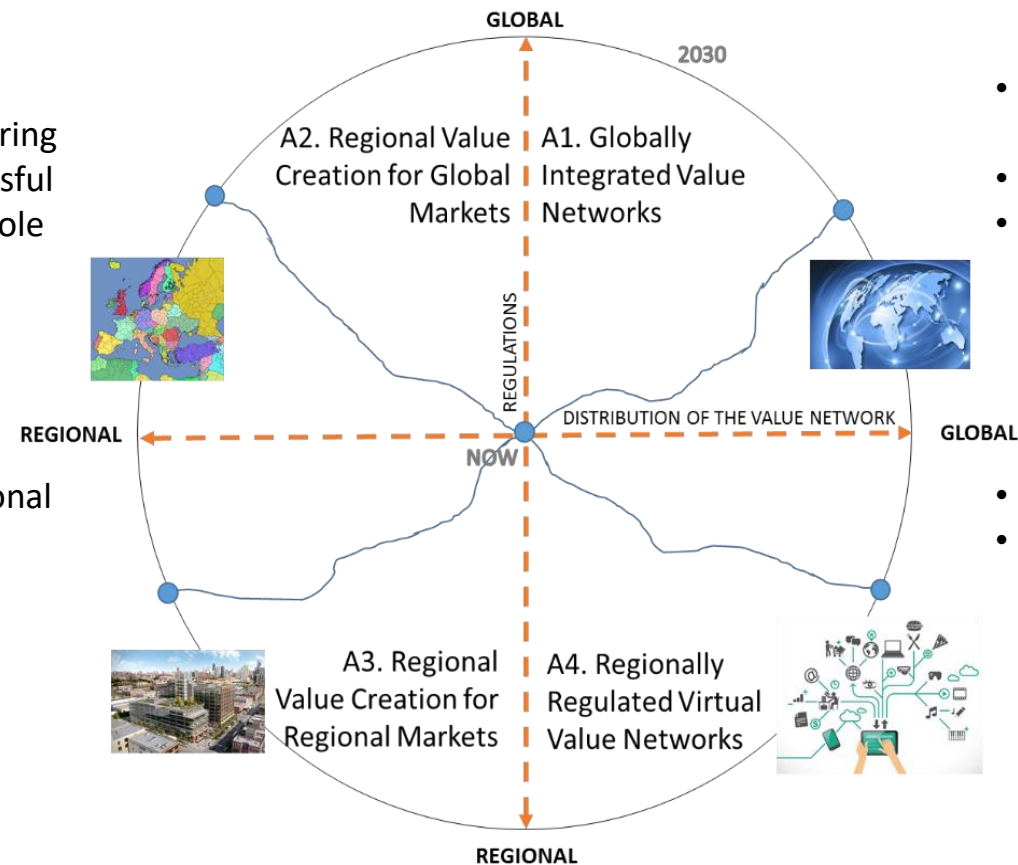 GLOBAL
2030
ring
sful
ole
A2. Regional Value
Creation for Global
Markets
A1. Globally
Integrated Value
Networks
•
•
•
REGULATIONS
DISTRIBUTION OF THE VALUE NETWORK
REGIONAL
GLOBAL
NOW
onal
•
•
A3. Regional
Value Creation for
Regional Markets
A4. Regionally
Regulated Virtual
Value Networks
REGIONAL